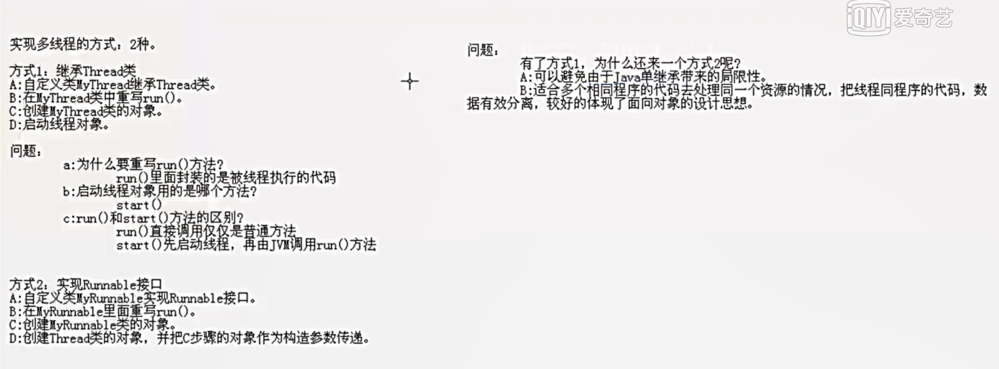 QIY 爱奇艺
实现多线程的方式：2种。
方式1：继承Thread类
A:自定义类MyThread继承Thread类。
B:在MyThread类中重写run()。
C:创建MyThread类的对象。
D:启动线程对象。
问题：
a:为什么要重写run()方法?
run()里面封装的是被线程执行的代码
b:启动线程对象用的是哪个方法?
start()
c:run()和start()方法的区别?
run()直接调用仅仅是普通方法
start()先启动线程，再由JVM调用run()方法
方式2：实现Runnable接口
A:自定义类MyRunnable实现Runnable接口。
B:在MyRunnable里面重写run()。
C:创建MyRunnable类的对象。
D:创建Thread类的对象，并把C步骤的对象作为构造参数传递。
问题：
有了方式1，为什么还来一个方式2呢?
A:可以避免由于Java单继承带来的局限性。
B:适合多个相同程序的代码去处理同一个资源的情况，把线程同程序的代码，数
据有效分离，较好的体现了面向对象的设计思想。